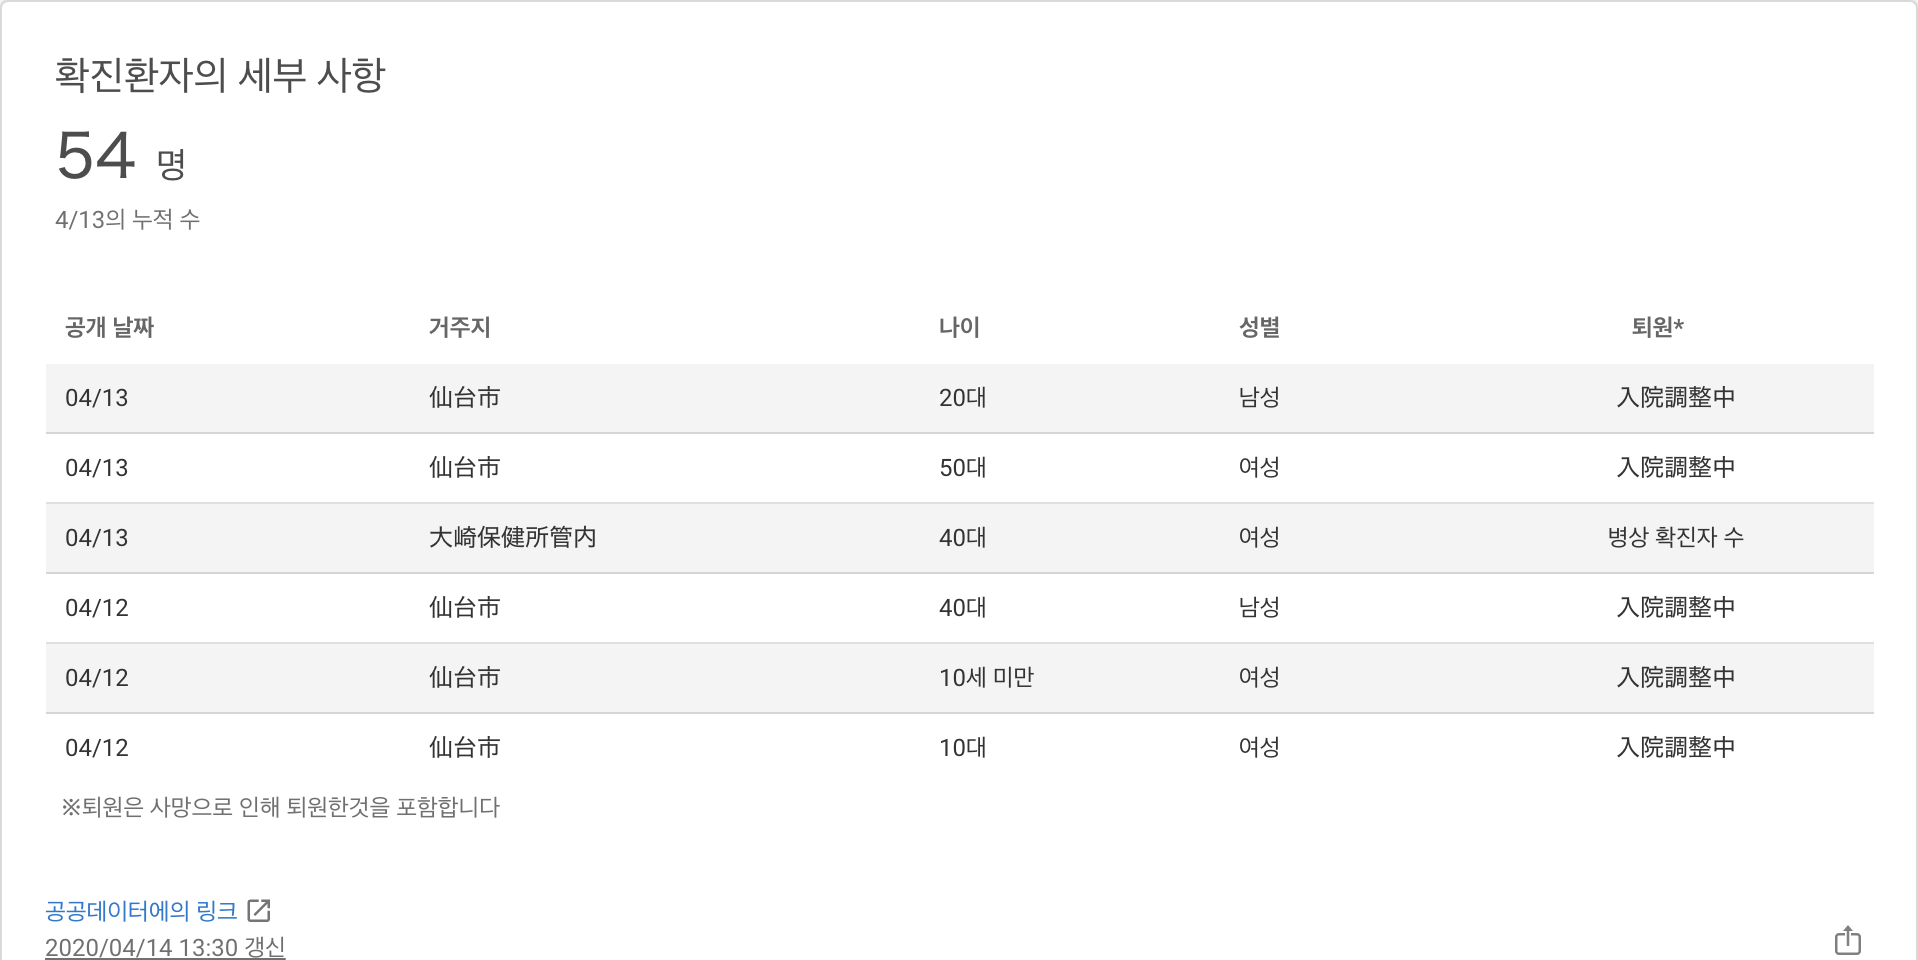 확진환자의 세부 사항
54 명
4/13의 누적 수
공개 날짜 거주지 나이 성별 퇴원*
04/13 仙台市 20대 남성 入院調整中
04/13 仙台市 50대 여성 入院調整中
04/13 大崎保健所管内 40대 여성 병상 확진자 수
04/12 仙台市 40대 남성 入院調整中
04/12 仙台市 10세 미만 여성 入院調整中
04/12 仙台市 10대 여성 入院調整中
※퇴원은 사망으로 인해 퇴원한것을 포함합니다
공공데이터에의 링크
2020/04/14 13:30 갱신